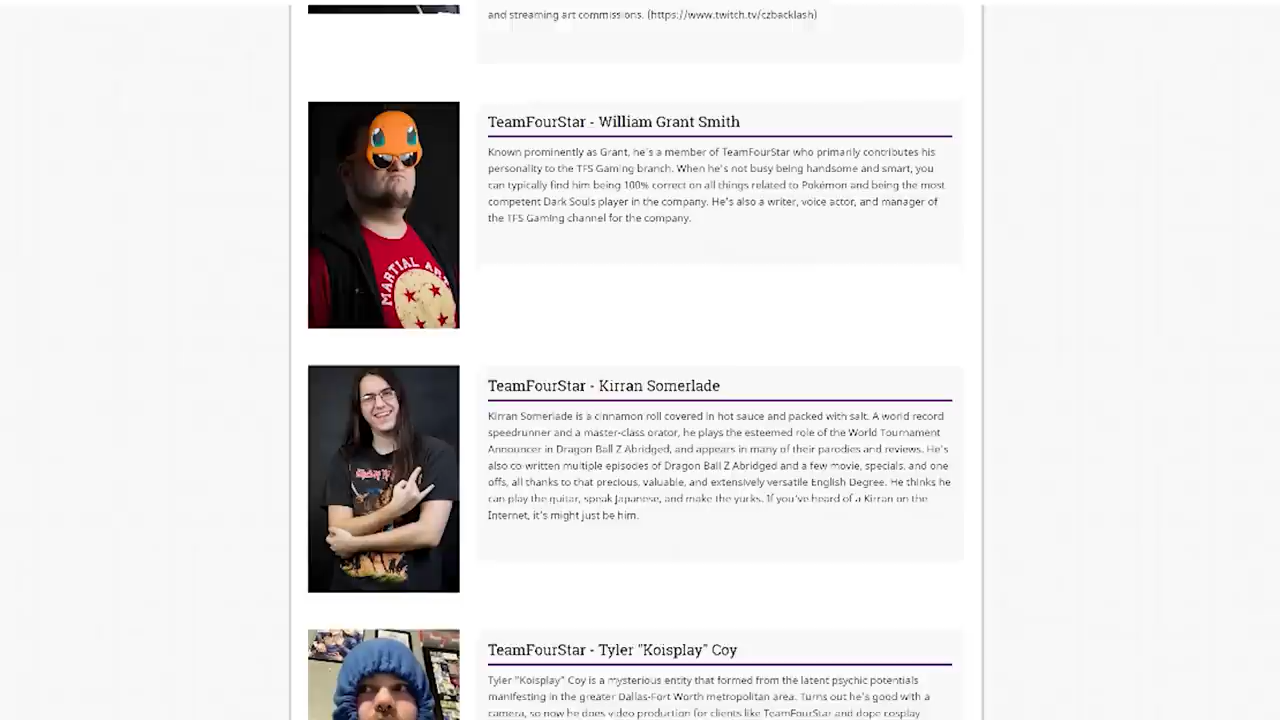 and streaming art commissions. (https://www.twitch.tv/czbacklash)
TeamFourStar - William Grant Smith
Known prominently as Grant, he's a member of TeamFourStar who primarily contributes his
personality to the TFS Gaming branch. When he's not busy being handsome and smart, you
can typically find him being 100% correct on all things related to Pokémon and being the most
competent Dark Souls player in the company. He's also a writer, voice actor, and manager of
the TFS Gaming channel for the company.
MARTIAL AR
TeamFourStar - Kirran Somerlade
Kirran Somerlade is a cinnamon roll covered in hot sauce and packed with salt. A world record
speedrunner and a master-class orator, he plays the esteemed role of the World Tournament
Announcer in Dragon Ball Z Abridged, and appears in many of their parodies and reviews. He's
also co-written multiple episodes of Dragon Ball Z Abridged and a few movie, specials, and one
offs, all thanks to that precious, valuable, and extensively versatile English Degree. He thinks he
can play the guitar, speak Japanese, and make the yucks. If you've heard of a Kirran on the
Internet, it's might just be him.
TeamFourStar - Tyler "Koisplay" Coy
Tyler "Koisplay" Coy is a mysterious entity that formed from the latent psychic potentials
manifesting in the greater Dallas-Fort Worth metropolitan area. Turns out he's good with a
camera, so now he does video production for clients like TeamFourStar and dope cosplay